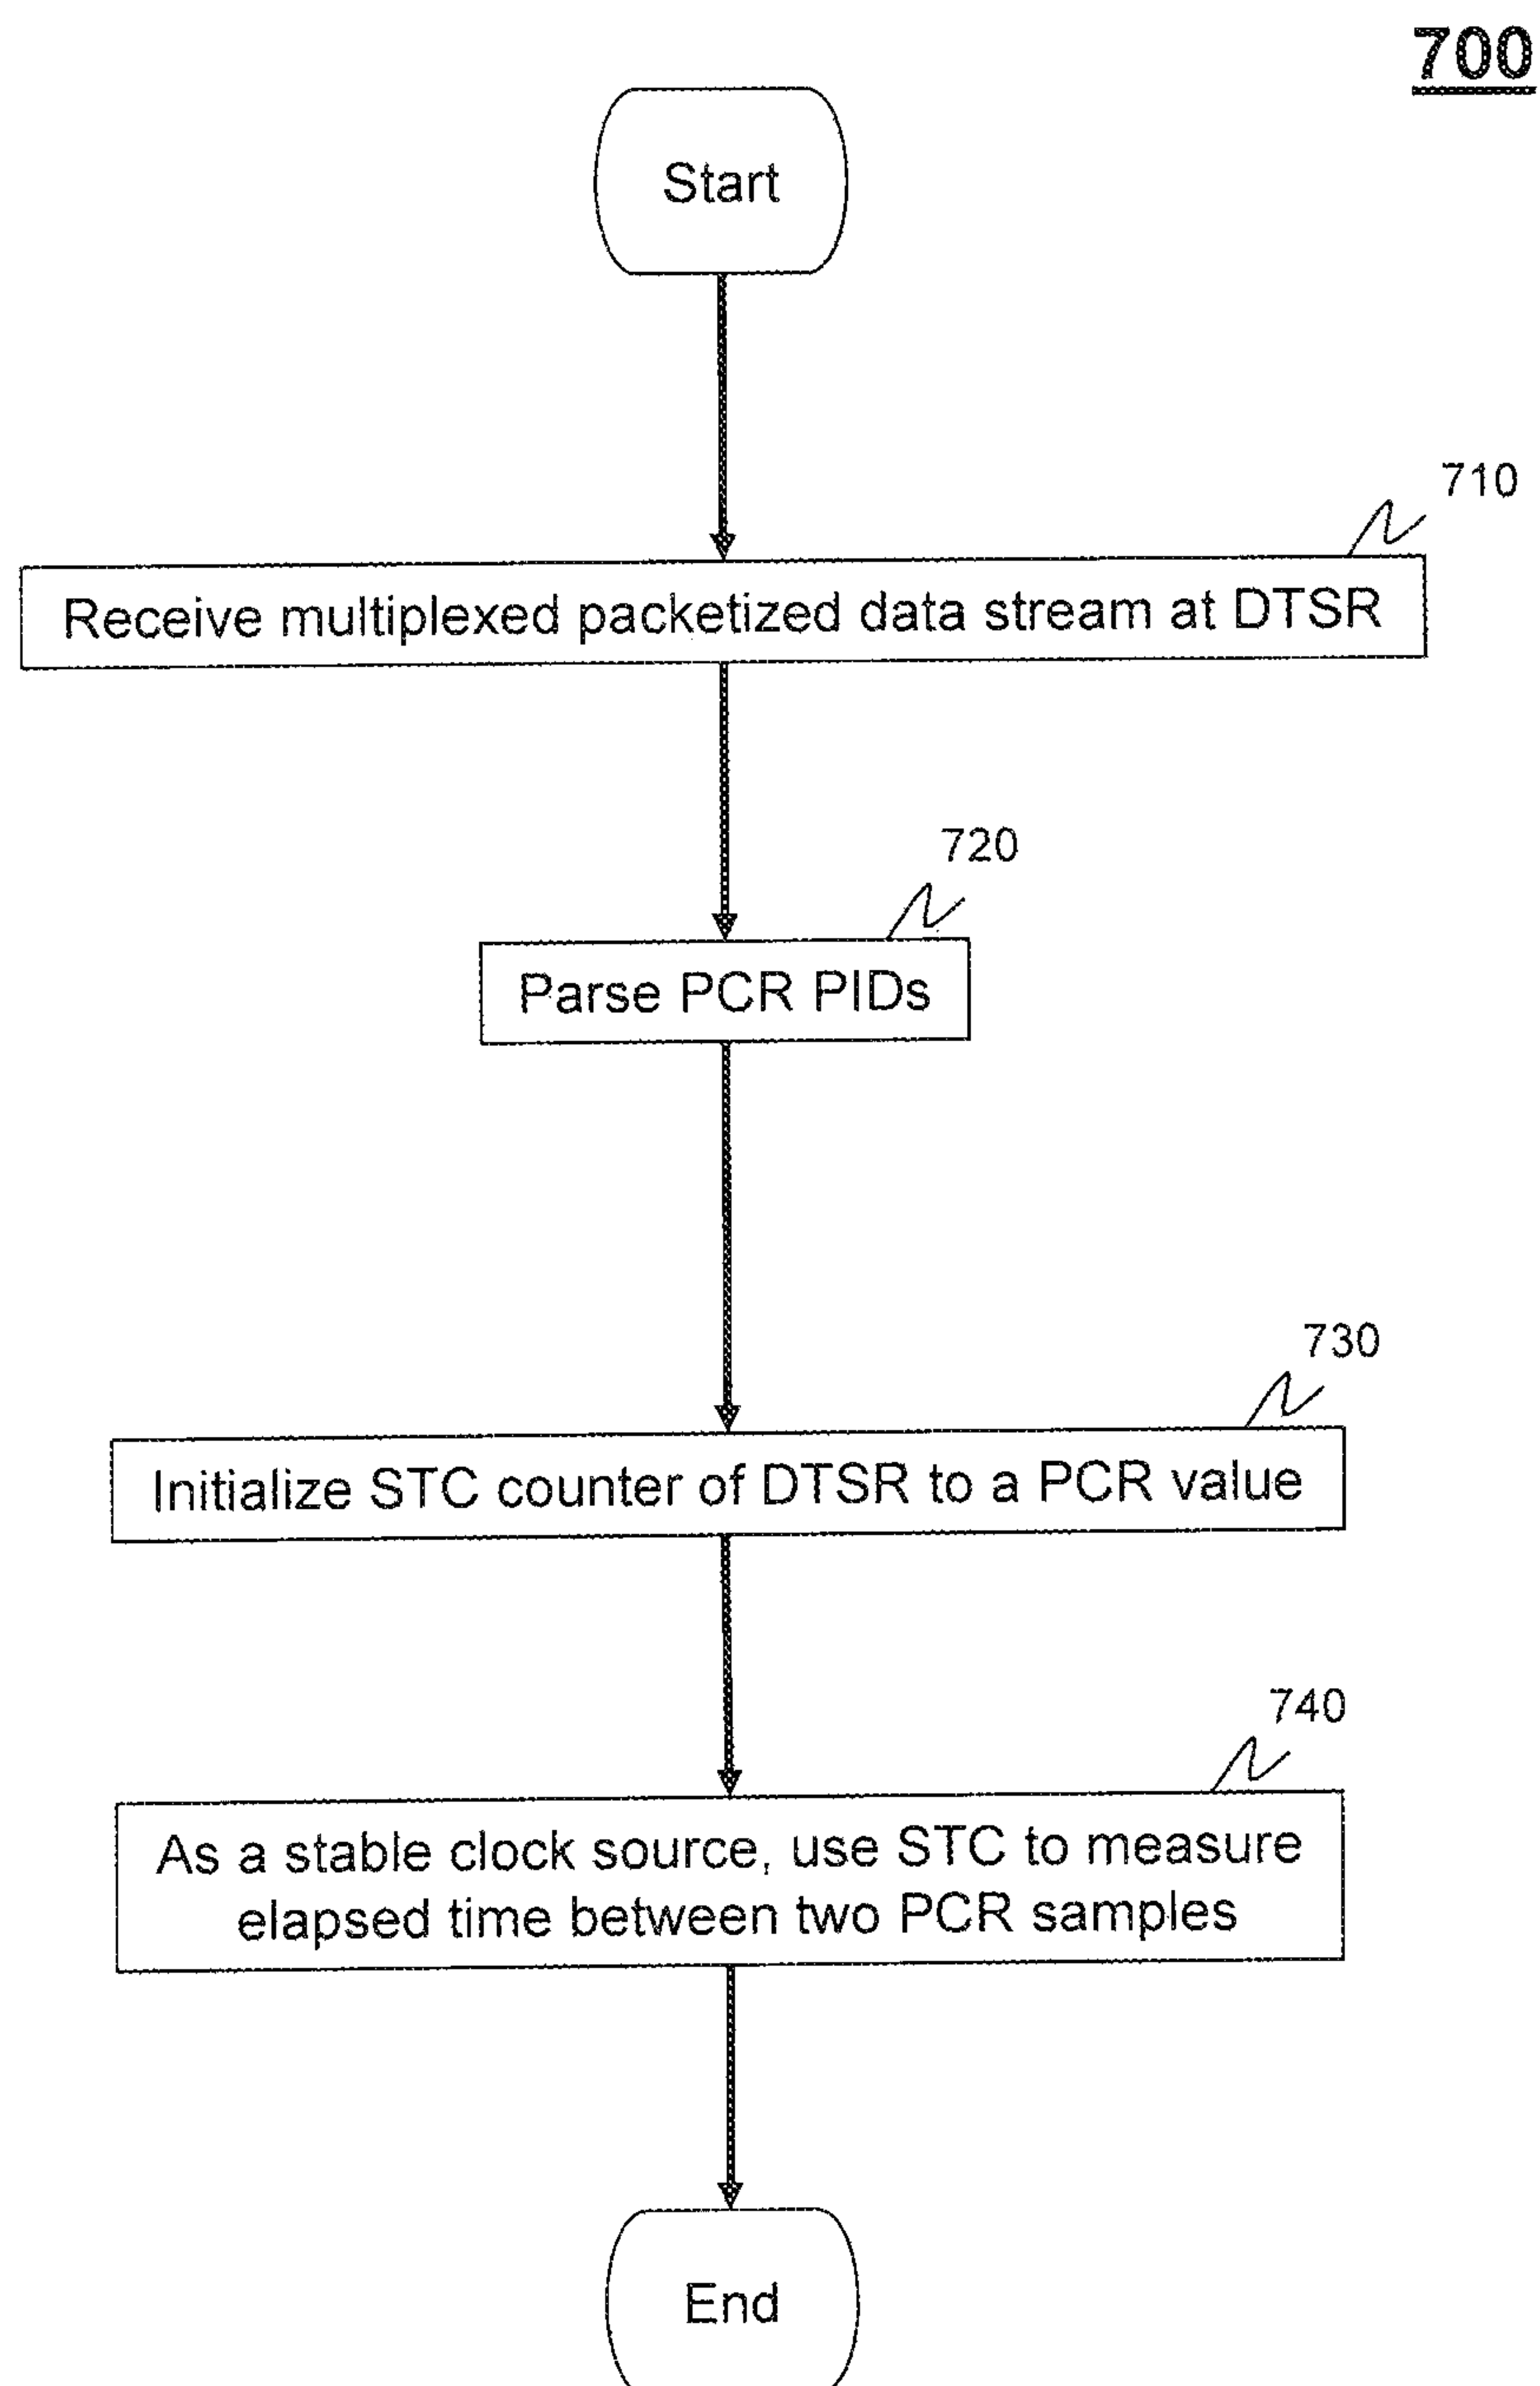 700
Start
710
Receive multiplexed packetized data stream at DTSR
720
Parse PCR PIDs
730
Initialize STC counter of DTSR to a PCR value
740
As a stable clock source, use STC to measure
elapsed time between two PCR samples
End